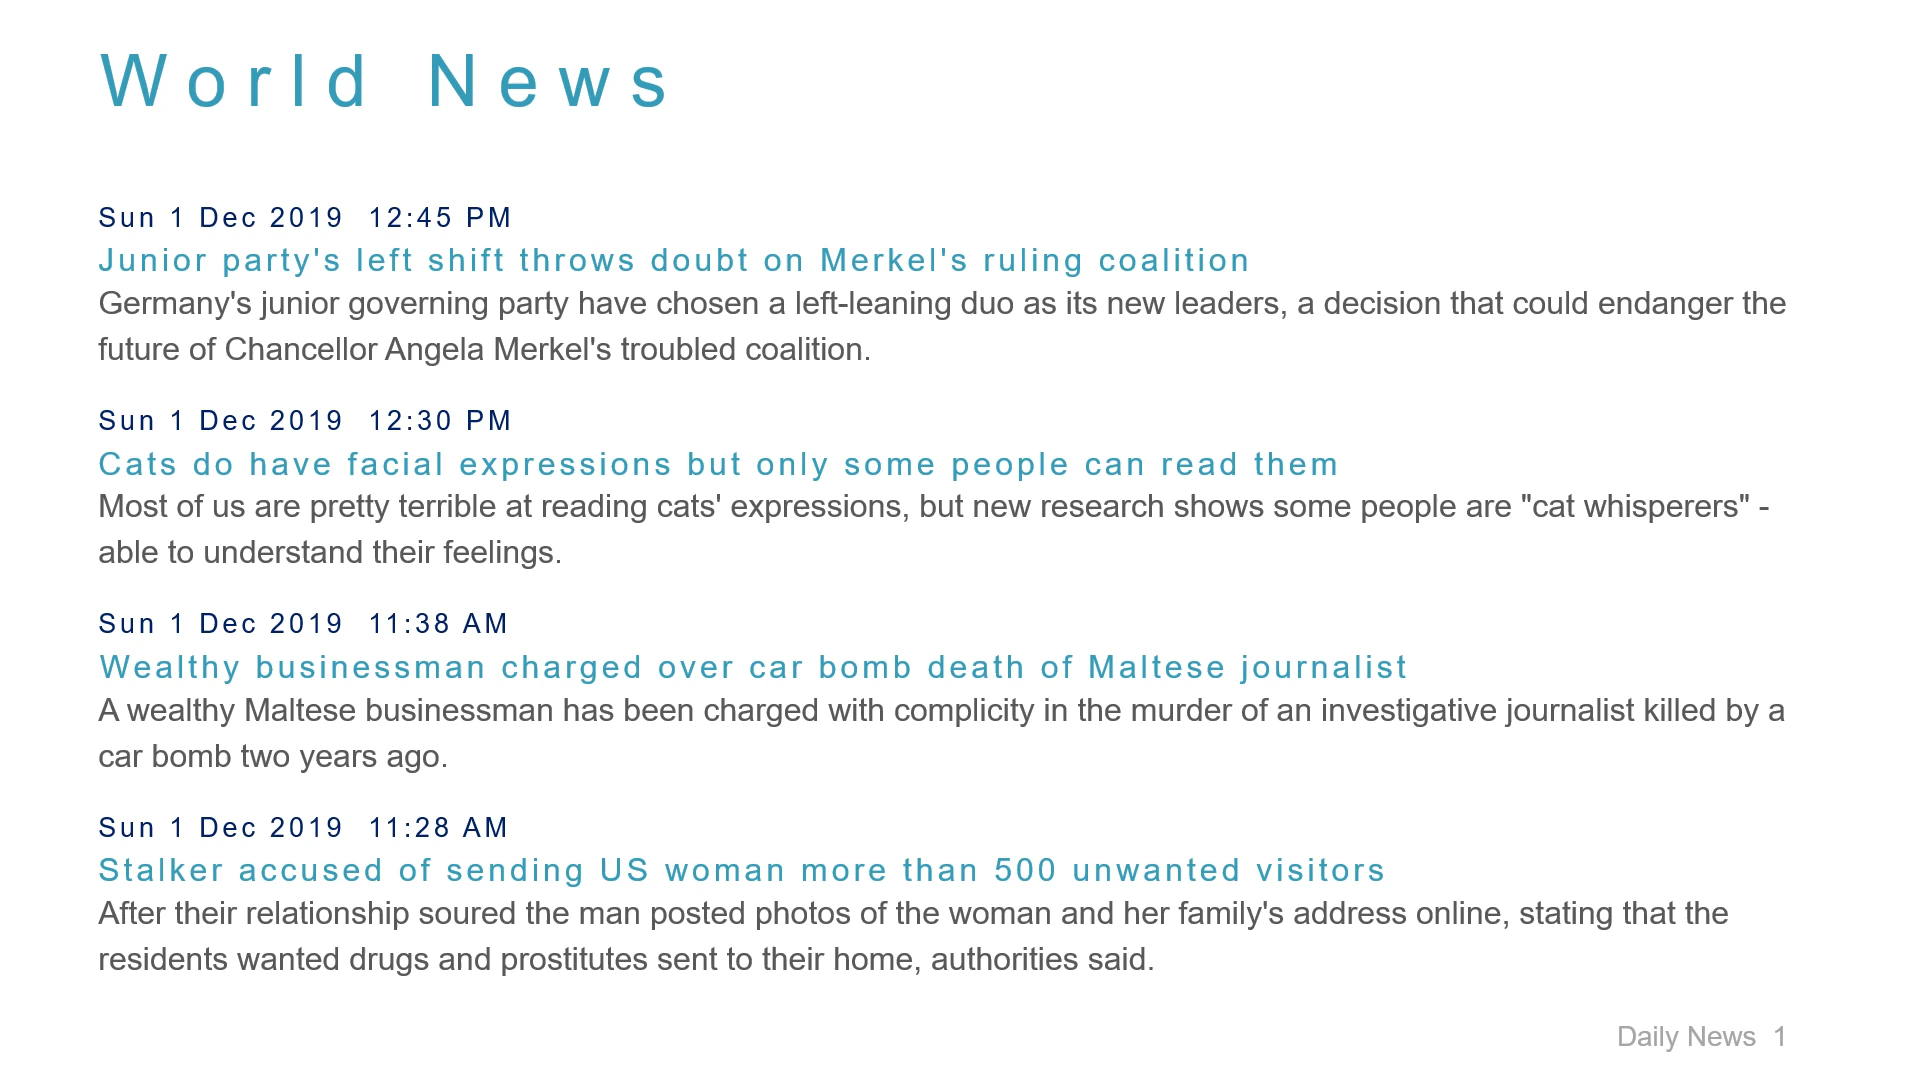 World News
Sun 1 Dec 2019  12:45 PM
Junior party's left shift throws doubt on Merkel's ruling coalition
Germany's junior governing party have chosen a left-leaning duo as its new leaders, a decision that could endanger the
future of Chancellor Angela Merkel's troubled coalition.
Sun 1 Dec 2019  12:30 PM
Cats do have facial expressions but only some people can read them
Most of us are pretty terrible at reading cats' expressions, but new research shows some people are "cat whisperers" -
able to understand their feelings.
Sun 1 Dec 2019  11:38 AM
Wealthy businessman charged over car bomb death of Maltese journalist
A wealthy Maltese businessman has been charged with complicity in the murder of an investigative journalist killed by a
car bomb two years ago.
Sun 1 Dec 2019  11:28 AM
Stalker accused of sending US woman more than 500 unwanted visitors
After their relationship soured the man posted photos of the woman and her family's address online, stating that the
residents wanted drugs and prostitutes sent to their home, authorities said.
Daily News  1